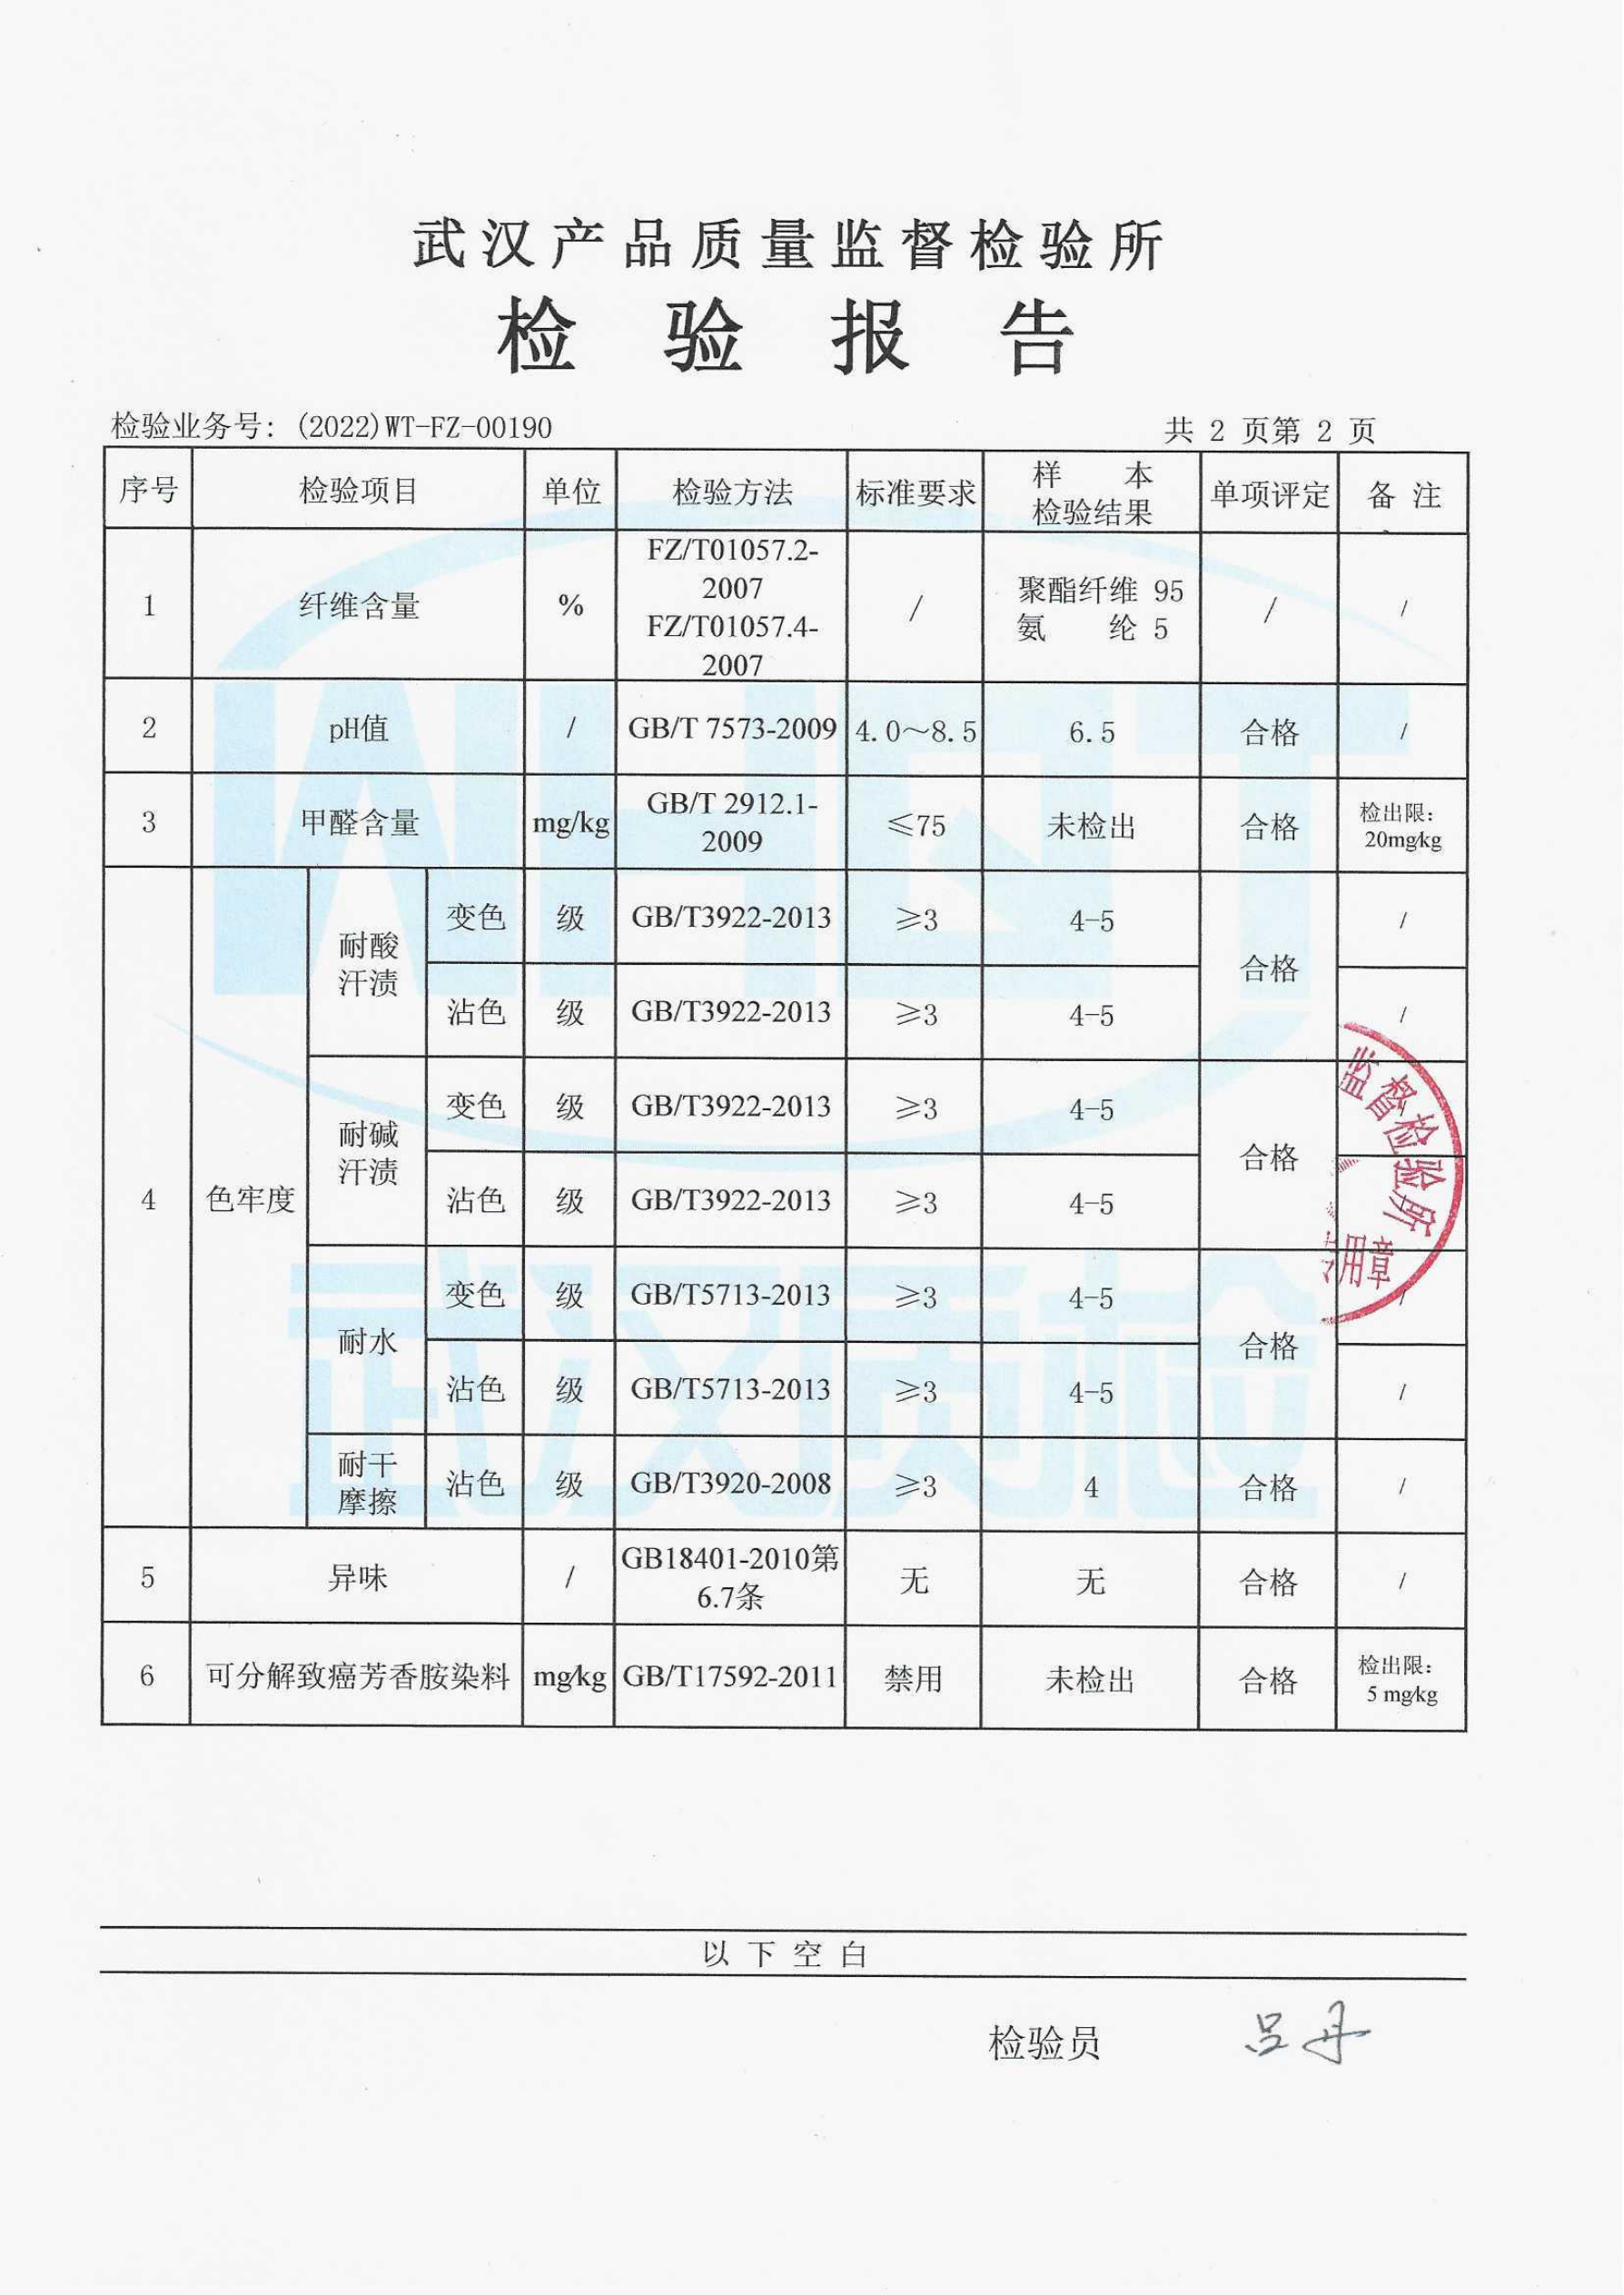 武汉产品质量监督检验所
检验报告
检验业务号: (2022)WT-FZ-00190
共 2 页第 2 页
序号 检验项目 单位 检验方法 标准要求 样本检验结果 单项评定 备注
1 纤维含量 % FZ/T01057.2-2007 FZ/T01057.4-2007 / 聚酯纤维 95 氨纶 5 / /
2 pH值 / GB/T 7573-2009 4.0～8.5 6.5 合格 /
3 甲醛含量 mg/kg GB/T 2912.1-2009 ≤75 未检出 合格 检出限: 20mg/kg
4 色牢度
耐酸汗渍 变色 级 GB/T3922-2013 ≥3 4-5 合格 /
沾色 级 GB/T3922-2013 ≥3 4-5 /
耐碱汗渍 变色 级 GB/T3922-2013 ≥3 4-5 合格 /
沾色 级 GB/T3922-2013 ≥3 4-5
耐水 变色 级 GB/T5713-2013 ≥3 4-5 合格 /
沾色 级 GB/T5713-2013 ≥3 4-5 /
耐干摩擦 沾色 级 GB/T3920-2008 ≥3 4 合格 /
5 异味 / GB18401-2010第6.7条 无 无 合格 /
6 可分解致癌芳香胺染料 mg/kg GB/T17592-2011 禁用 未检出 合格 检出限: 5 mg/kg
监督检验所
用章
WHQT
武汉质检
以下空白
检验员 吕丹